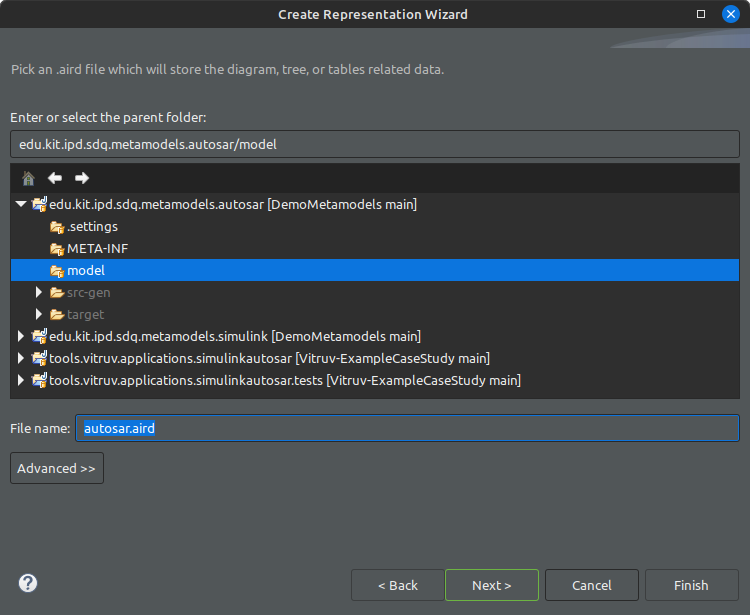 Create Representation Wizard
Pick an .aird file which will store the diagram, tree, or tables related data.
Enter or select the parent folder:
edu.kit.ipd.sdq.metamodels.autosar/model
edu.kit.ipd.sdq.metamodels.autosar [DemoMetamodels main]
.settings
META-INF
model
src-gen
target
edu.kit.ipd.sdq.metamodels.simulink [DemoMetamodels main]
tools.vitruv.applications.simulinkautosar [Vitruv-ExampleCaseStudy main]
tools.vitruv.applications.simulinkautosar.tests [Vitruv-ExampleCaseStudy main]
File name: autosar.aird
Advanced >>
? < Back Next > Cancel Finish